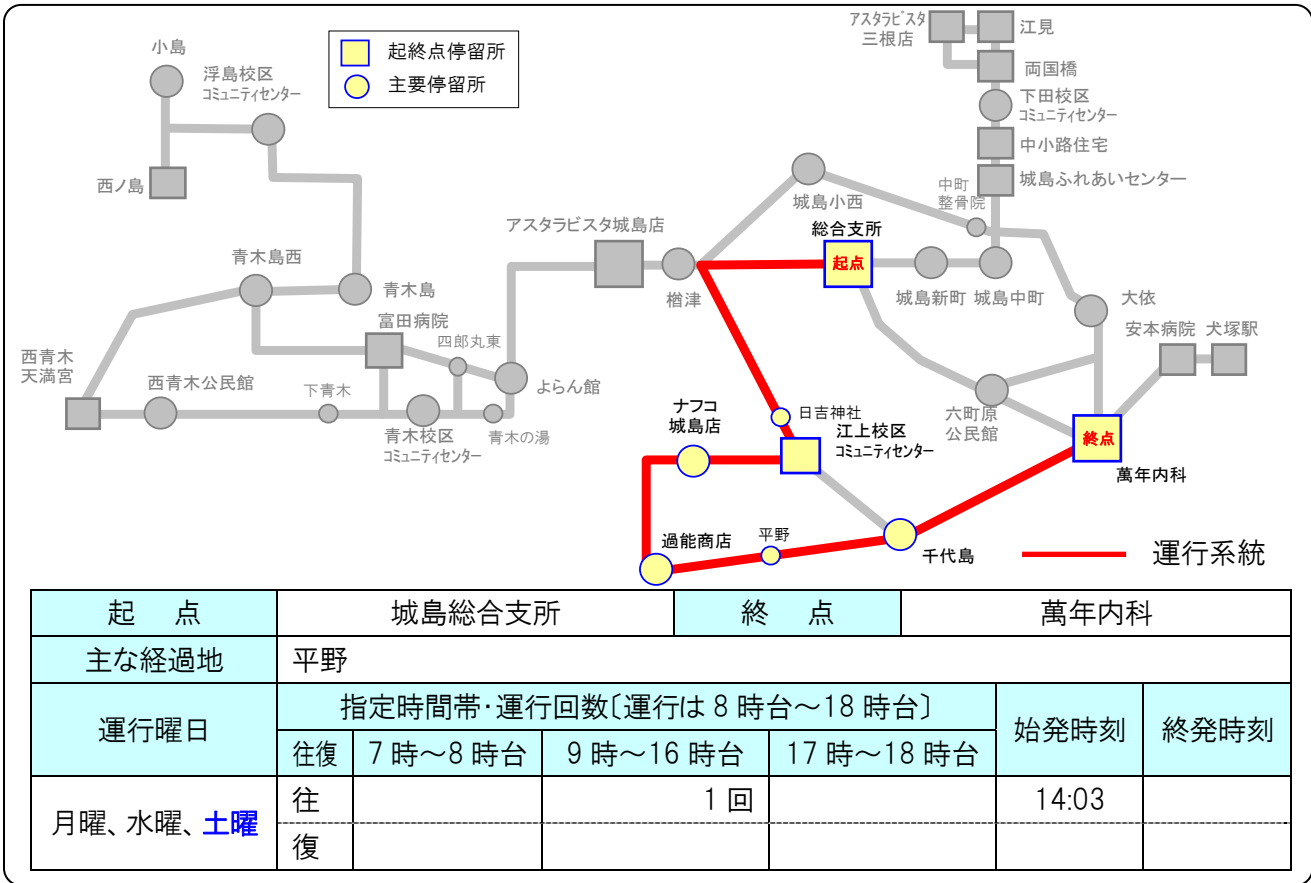 アスタラビスタ
三根店
江見
小島
起終点停留所
主要停留所
浮島校区
コミュニティセンター
両国橋
下田校区
コミュニティセンター
中小路住宅
西ノ島
城島小西
中町
整骨院
城島ふれあいセンター
アスタラビスタ城島店
総合支所
起点
青木島西
青木島
楢津
城島新町
城島中町
大依
富田病院
四郎丸東
安本病院
犬塚駅
西青木
天満宮
西青木公民館
下青木
よらん館
ナフコ
城島店
日吉神社
六町原
公民館
青木校区
コミュニティセンター
青木の湯
江上校区
コミュニティセンター
終点
萬年内科
過能商店
平野
千代島
運行系統
起 点
城島総合支所
終 点
萬年内科
主な経過地
平野
運行曜日
指定時間帯・運行回数〔運行は8時台～18時台〕
始発時刻
終発時刻
往復
7時～8時台
9時～16時台
17時～18時台
月曜、水曜、土曜
往
1回
14:03
復